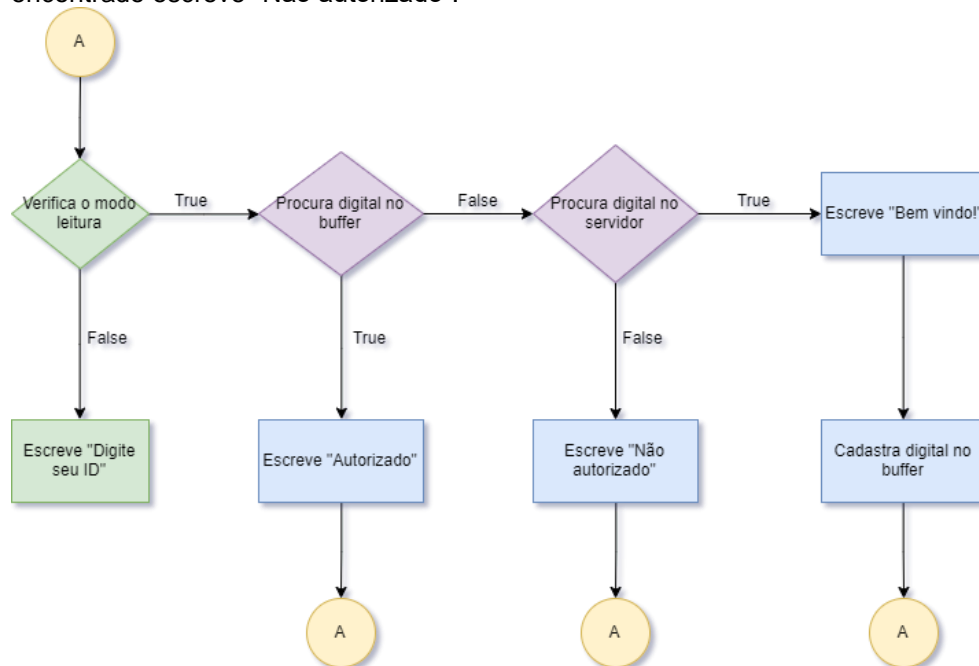 encontrado escreve "Não autorizado".
A
Verifica o modo
leitura
True
Procura digital no
buffer
False
Procura digital no
servidor
True
Escreve "Bem vindo!"
False
True
False
Escreve "Digite
seu ID"
Escreve "Autorizado"
Escreve "Não
autorizado"
Cadastra digital no
buffer
A
A
A